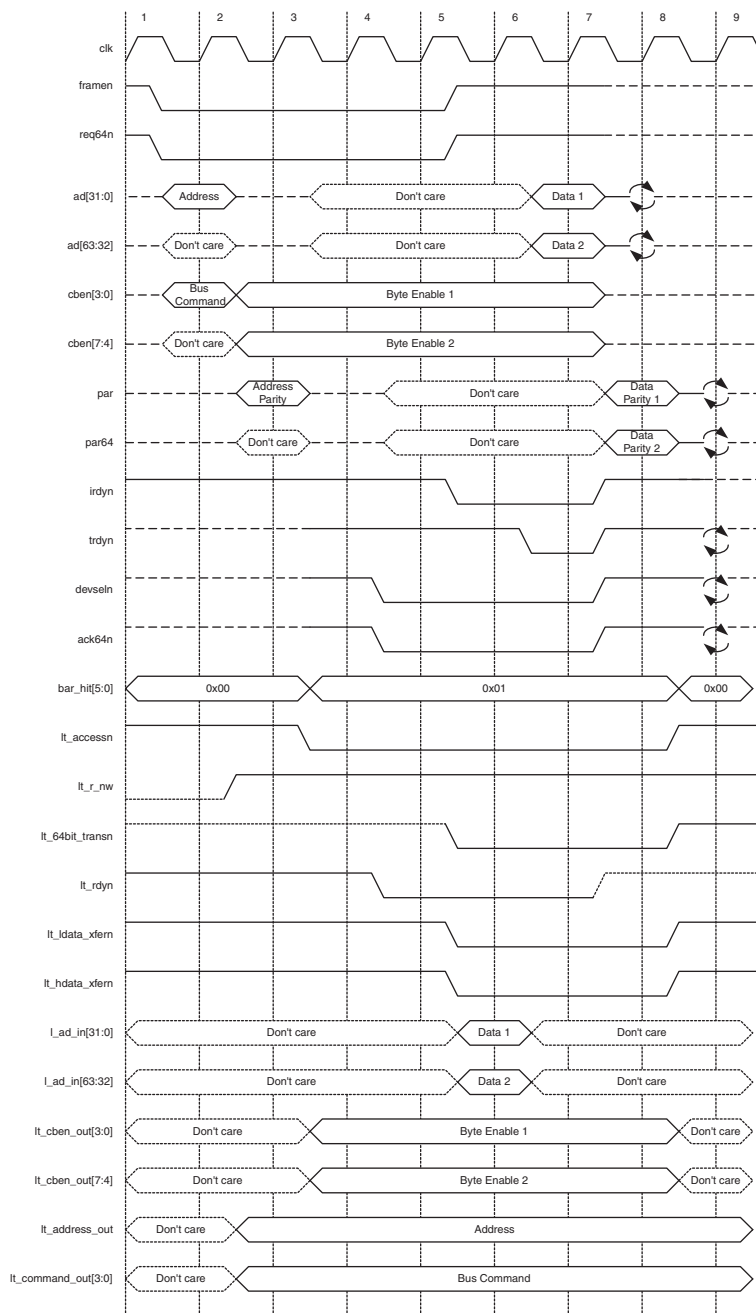 1 2 3 4 5 6 7 8 9
clk
framen
req64n
ad[31:0] Address Don't care Data 1
ad[63:32] Don't care Don't care Data 2
cben[3:0] Bus Command Byte Enable 1
cben[7:4] Don't care Byte Enable 2
par Address Parity Don't care Data Parity 1
par64 Don't care Don't care Data Parity 2
irdyn
trdyn
devseln
ack64n
bar_hit[5:0] 0x00 0x01 0x00
lt_accessn
lt_r_nw
lt_64bit_transn
lt_rdyn
lt_ldata_xfern
lt_hdata_xfern
l_ad_in[31:0] Don't care Data 1 Don't care
l_ad_in[63:32] Don't care Data 2 Don't care
lt_cben_out[3:0] Don't care Byte Enable 1 Don't care
lt_cben_out[7:4] Don't care Byte Enable 2 Don't care
lt_address_out Don't care Address
lt_command_out[3:0] Don't care Bus Command